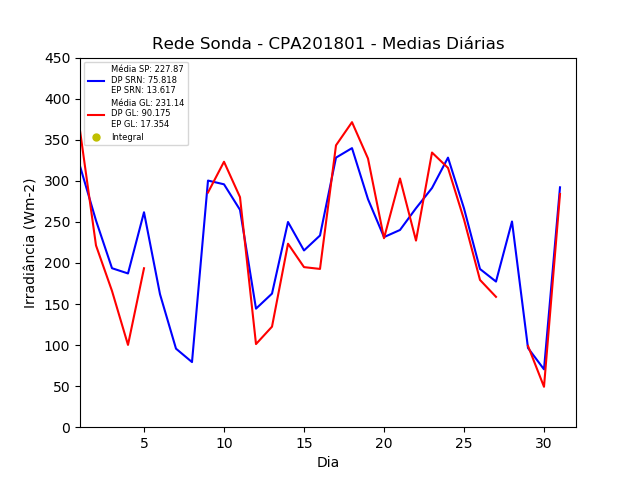 Rede Sonda - CPA201801 - Medias Diárias
Média SP: 227.87
DP SRN: 75.818
EP SRN: 13.617
Média GL: 231.14
DP GL: 90.175
EP GL: 17.354
Integral
450
400
350
300
250
200
150
100
50
0
Irradiância (Wm-2)
5
10
15
20
25
30
Dia